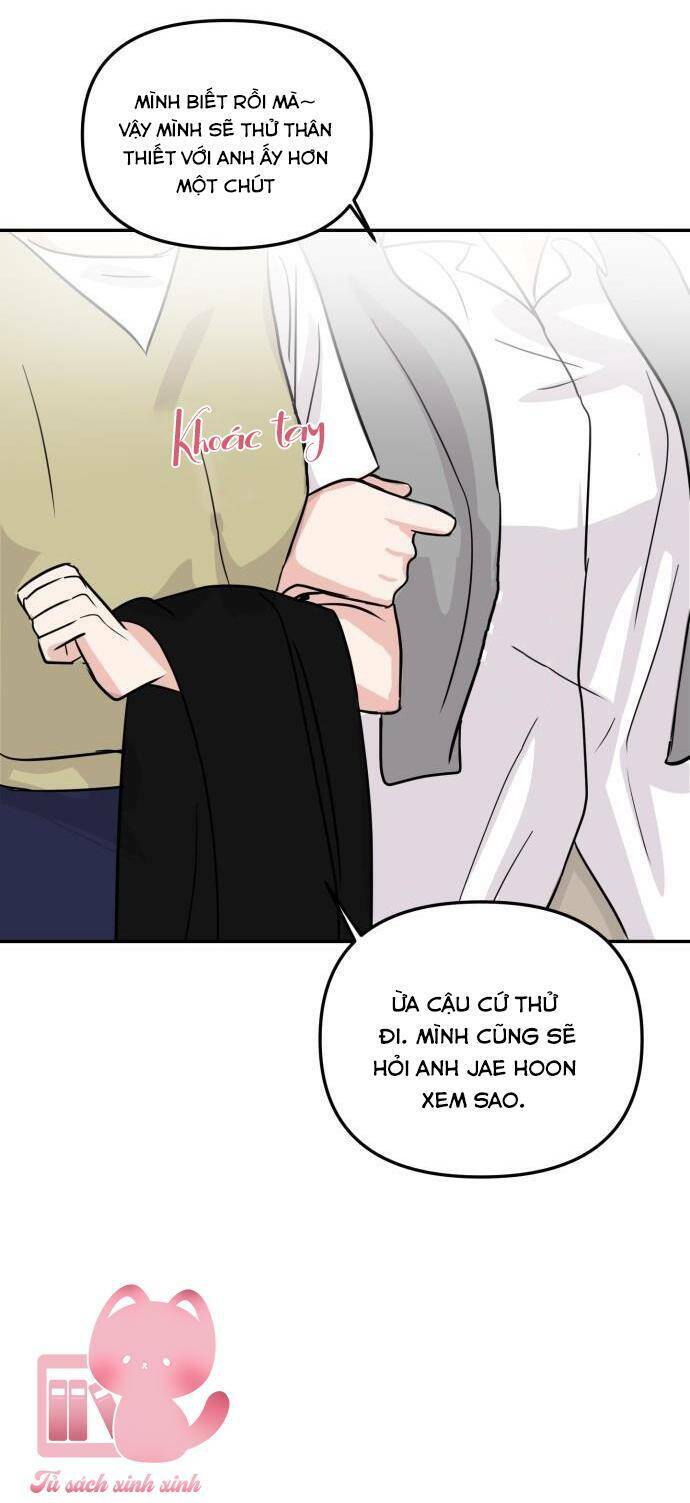 MÌNH BIẾT RỒI MÀ~
VẬY MÌNH SẼ THỬ THÂN
THIẾT VỚI ANH ẤY HƠN
MỘT CHÚT
Khoác tay
ỪA CẬU CỨ THỬ
ĐI. MÌNH CŨNG SẼ
HỎI ANH JAE HOON
XEM SAO.
Tủ sách xinh xinh